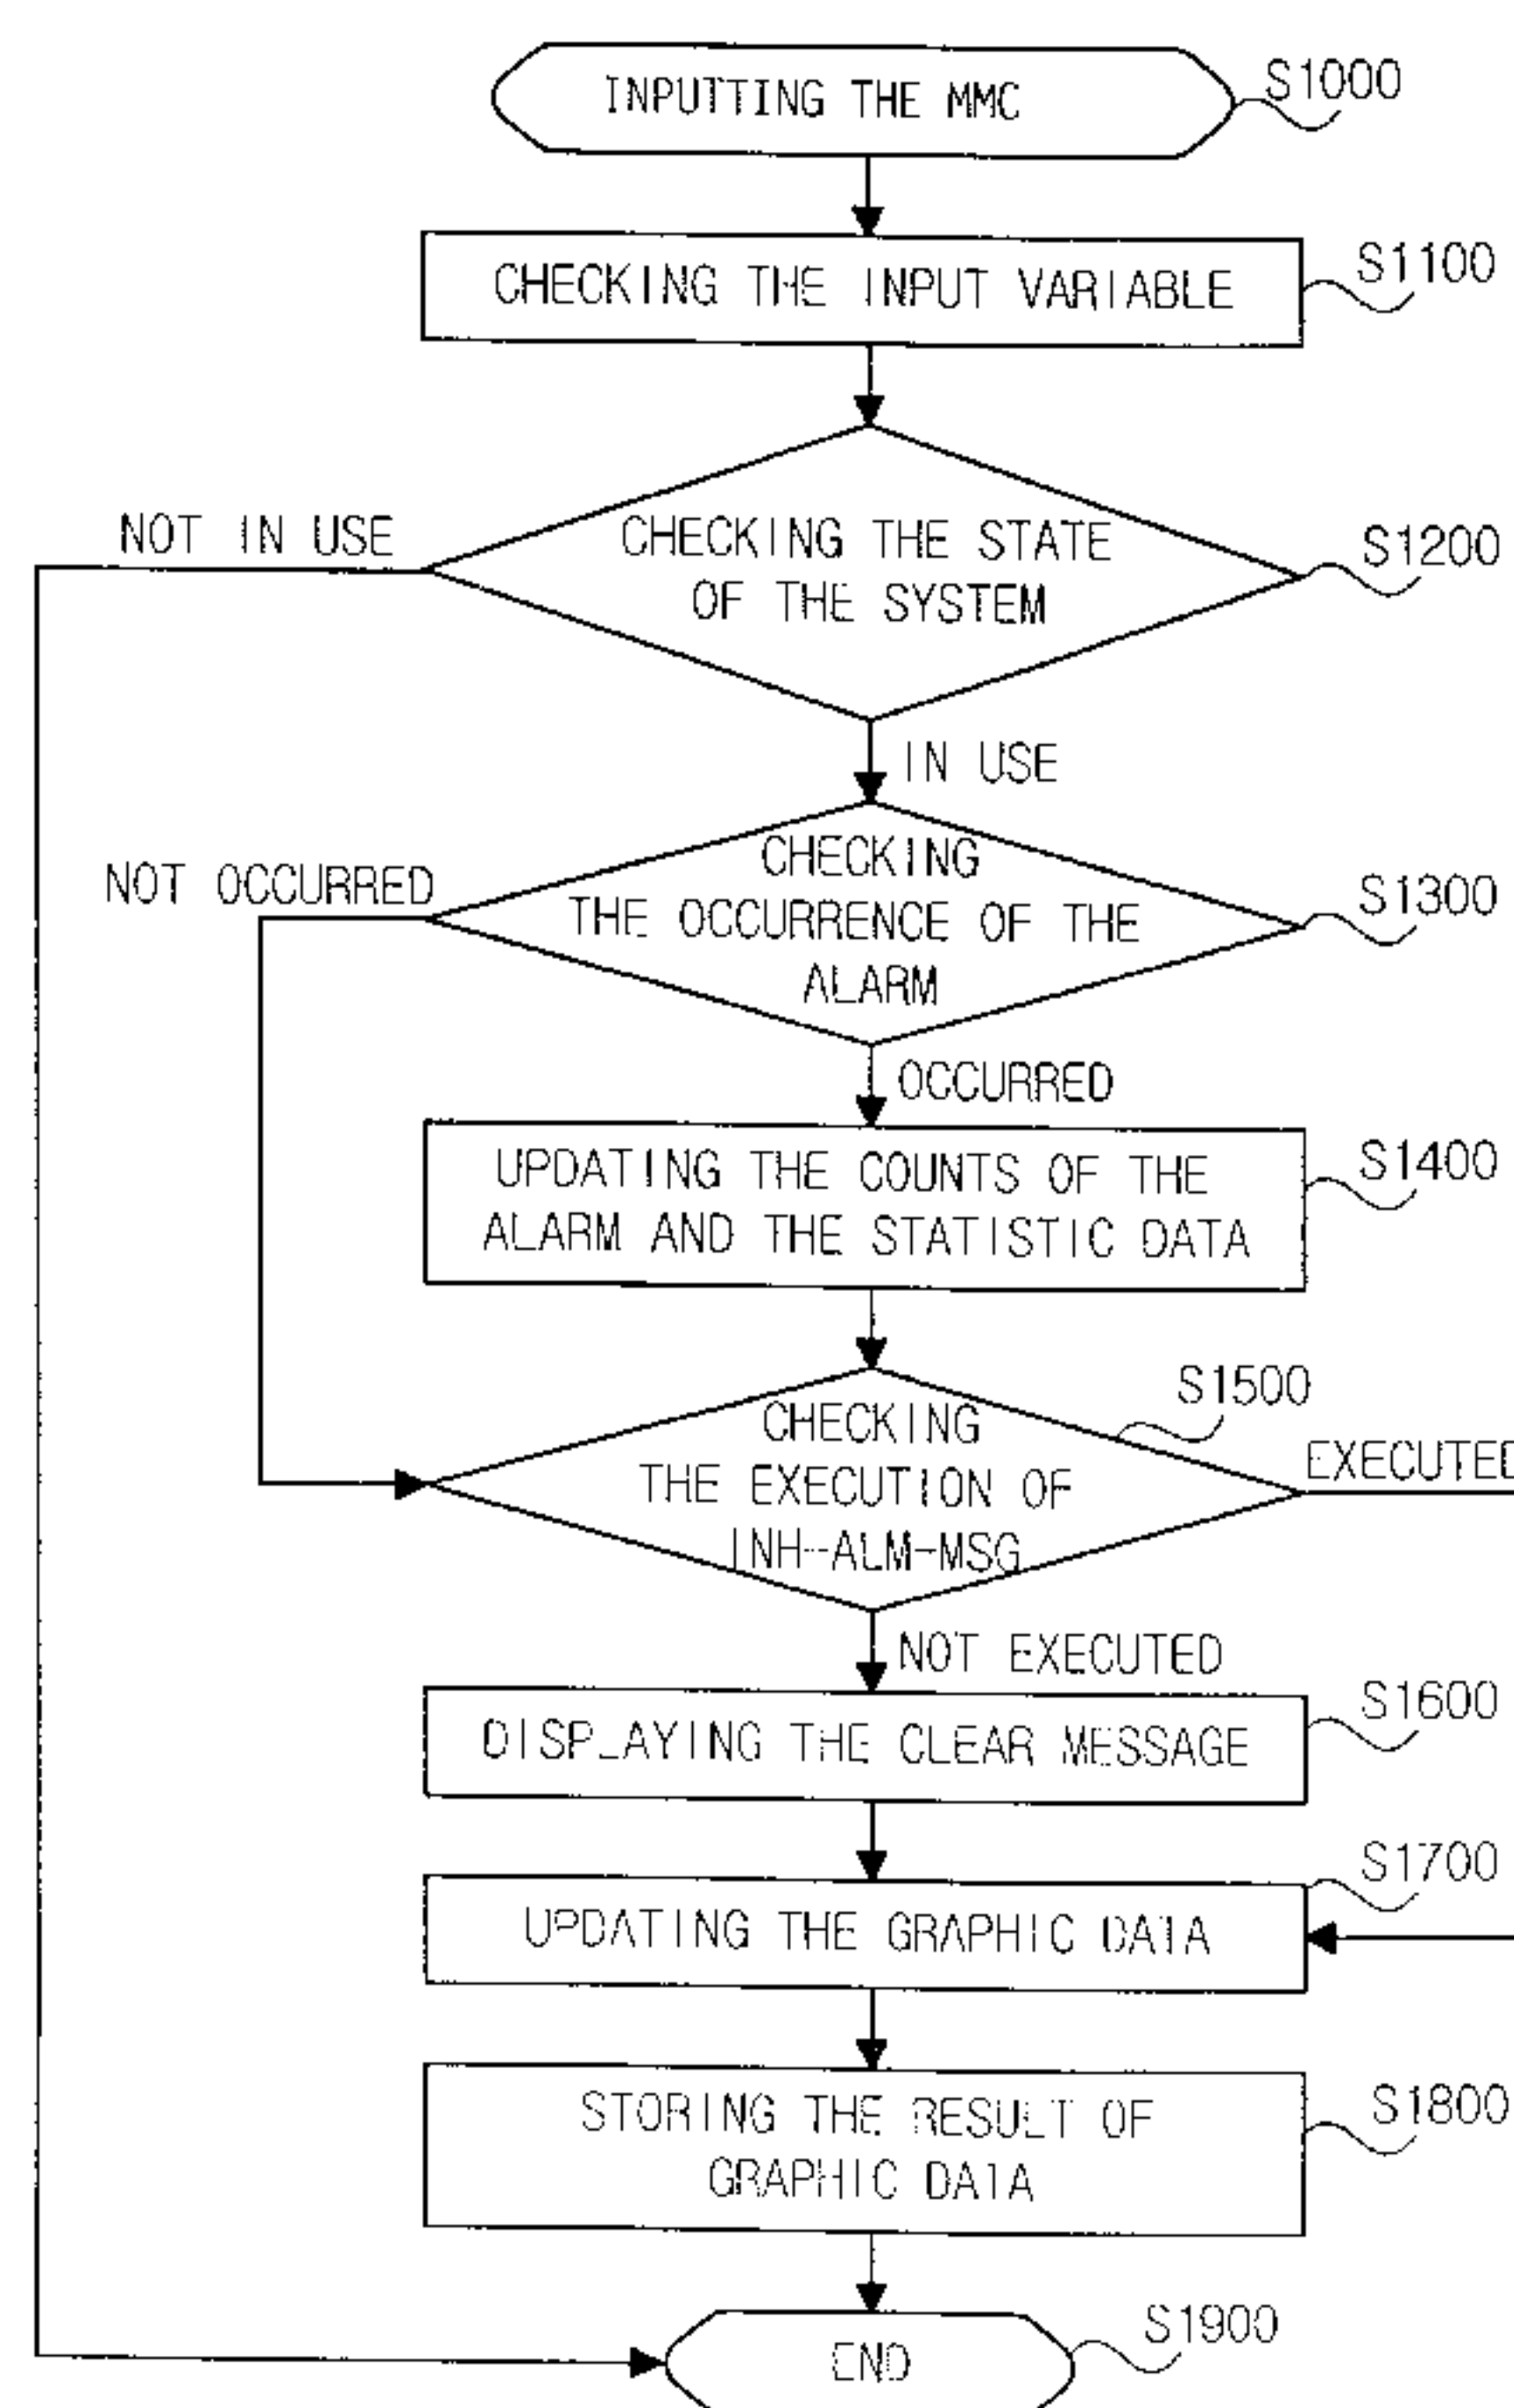 INPUTTING THE MMC
S1000
CHECKING THE INPUT VARIABLE
S1100
NOT IN USE
CHECKING THE STATE
OF THE SYSTEM
S1200
IN USE
NOT OCCURRED
CHECKING
THE OCCURRENCE OF THE
ALARM
S1300
OCCURRED
UPDATING THE COUNTS OF THE
ALARM AND THE STATISTIC DATA
S1400
CHECKING
THE EXECUTION OF
INH-ALM-MSG
S1500
EXECUTED
NOT EXECUTED
DISPLAYING THE CLEAR MESSAGE
S1600
UPDATING THE GRAPHIC DATA
S1700
STORING THE RESULT OF
GRAPHIC DATA
S1800
END
S1900